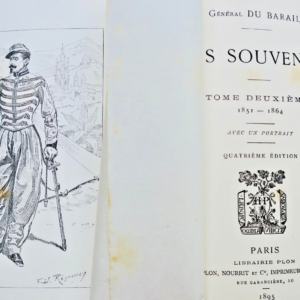 Général DU BARAIL
S SOUVEN
TOME DEUXIÈM
1851 — 1864
AVEC UN PORTRAIT
QUATRIÈME ÉDITION
PARIS
LIBRAIRIE PLON
PLON, NOURRIT ET Cie, IMPRIMEUR
RUE GARANCIÈRE, 10
1895